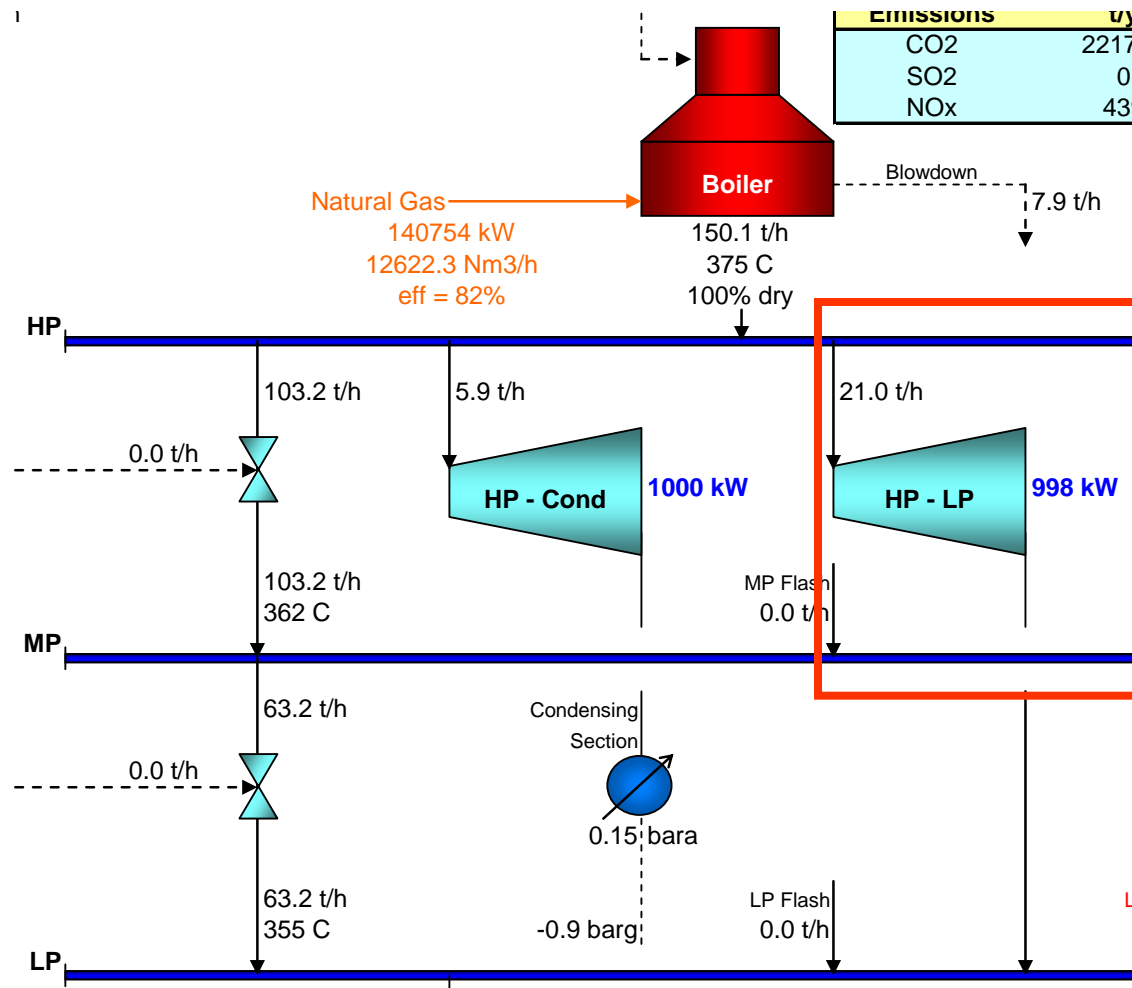 Emissions t/y
CO2 2217
SO2 0
NOx 43
Boiler
Blowdown
7.9 t/h
Natural Gas
140754 kW
12622.3 Nm3/h
eff = 82%
150.1 t/h
375 C
100% dry
HP
103.2 t/h
5.9 t/h
21.0 t/h
0.0 t/h
HP - Cond
1000 kW
HP - LP
998 kW
103.2 t/h
362 C
MP Flash
0.0 t/h
MP
63.2 t/h
Condensing
Section
0.0 t/h
0.15 bara
63.2 t/h
355 C
-0.9 barg
LP Flash
0.0 t/h
L
LP